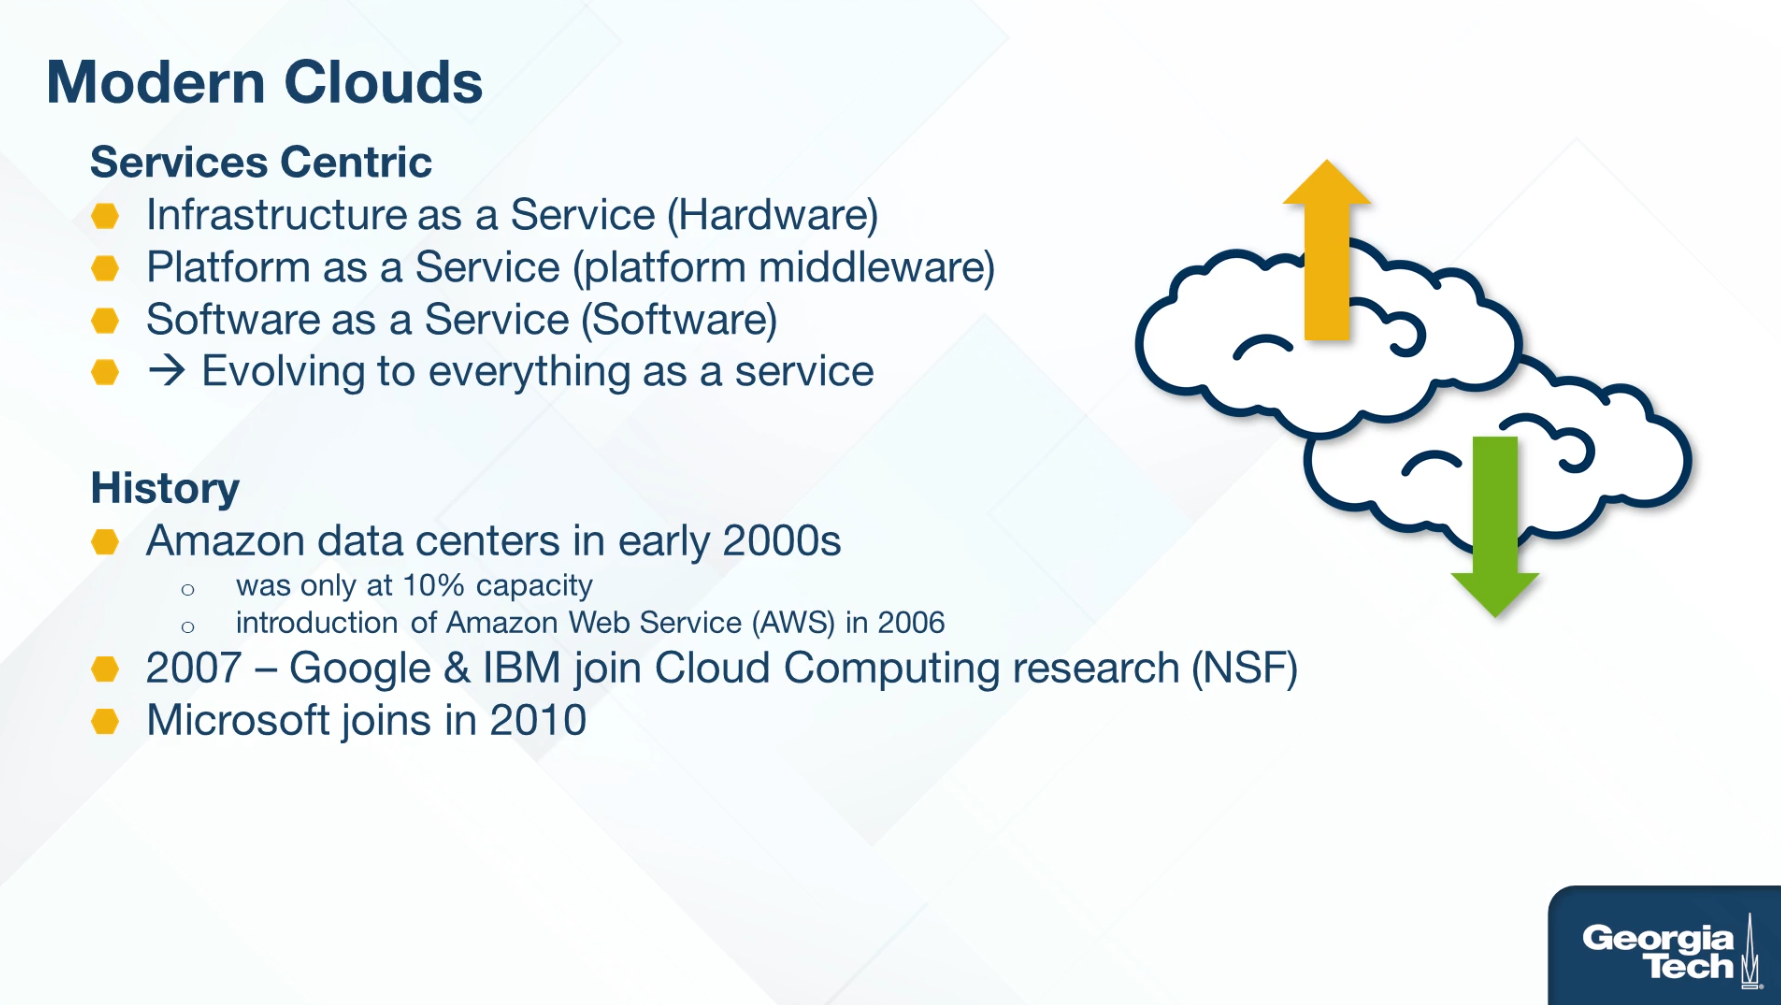 Modern Clouds
Services Centric
Infrastructure as a Service (Hardware)
Platform as a Service (platform middleware)
Software as a Service (Software)
→ Evolving to everything as a service
History
Amazon data centers in early 2000s
was only at 10% capacity
introduction of Amazon Web Service (AWS) in 2006
2007 – Google & IBM join Cloud Computing research (NSF)
Microsoft joins in 2010
Georgia
Tech